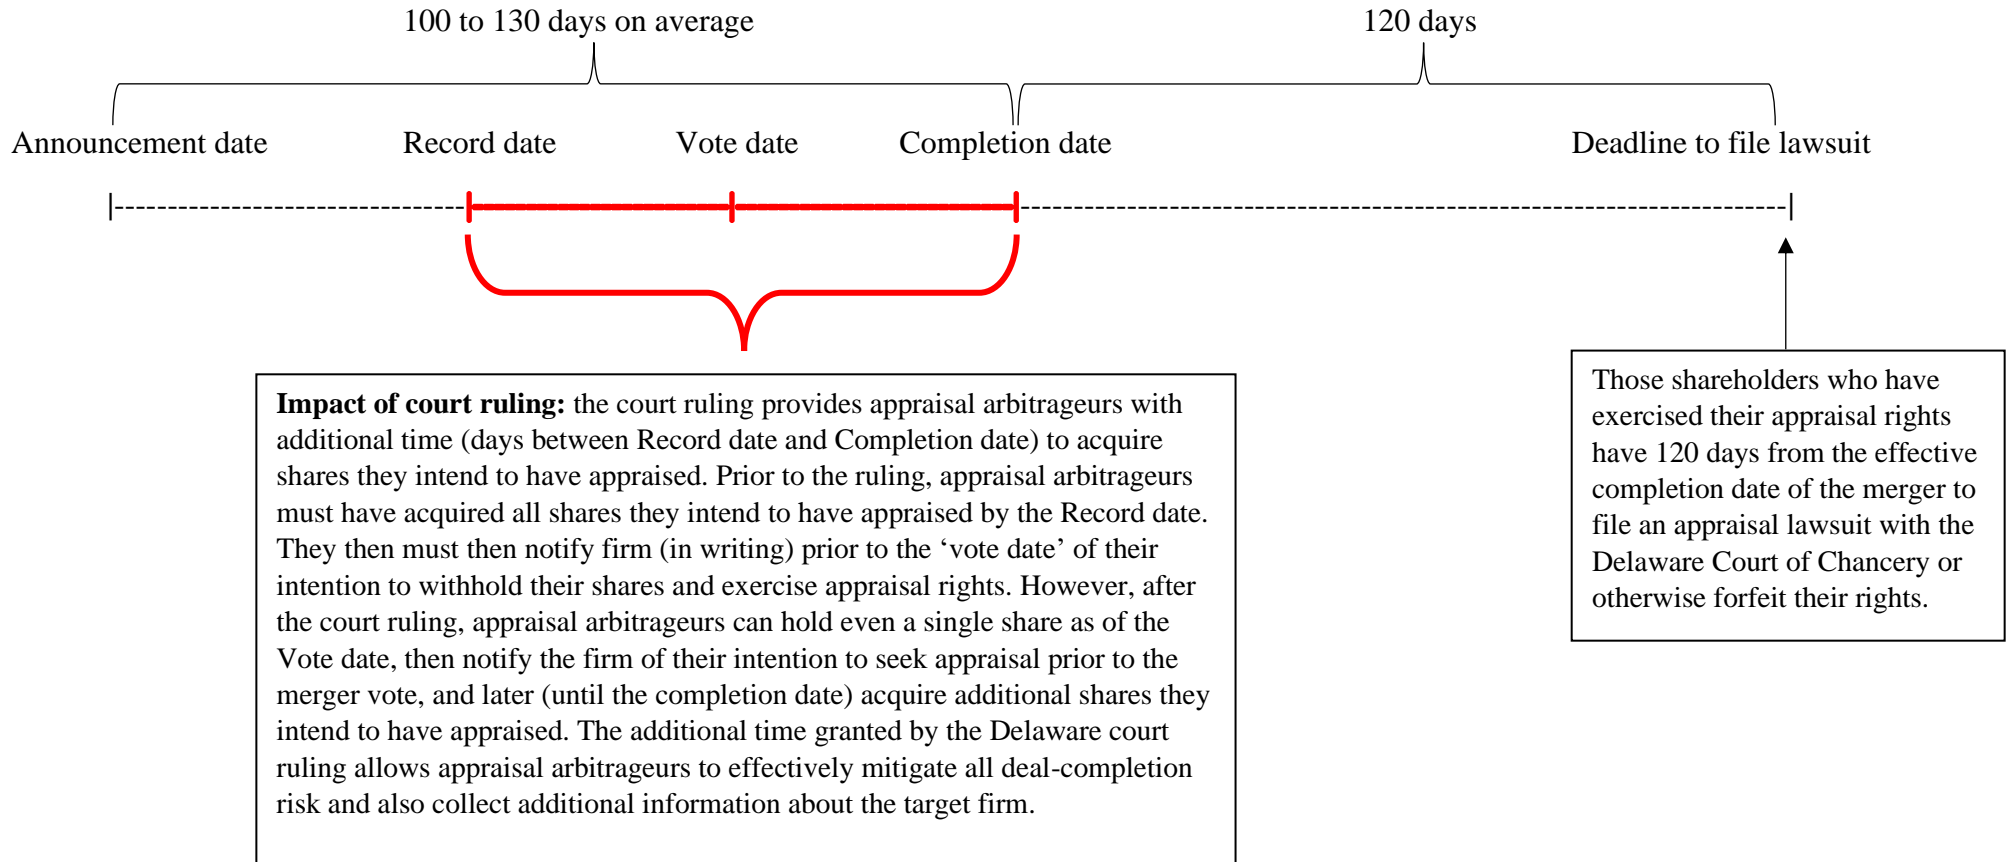 100 to 130 days on average
120 days
Announcement date
Record date
Vote date
Completion date
Deadline to file lawsuit
Impact of court ruling: the court ruling provides appraisal arbitrageurs with
additional time (days between Record date and Completion date) to acquire
shares they intend to have appraised. Prior to the ruling, appraisal arbitrageurs
must have acquired all shares they intend to have appraised by the Record date.
They then must then notify firm (in writing) prior to the ‘vote date’ of their
intention to withhold their shares and exercise appraisal rights. However, after
the court ruling, appraisal arbitrageurs can hold even a single share as of the
Vote date, then notify the firm of their intention to seek appraisal prior to the
merger vote, and later (until the completion date) acquire additional shares they
intend to have appraised. The additional time granted by the Delaware court
ruling allows appraisal arbitrageurs to effectively mitigate all deal-completion
risk and also collect additional information about the target firm.
Those shareholders who have
exercised their appraisal rights
have 120 days from the effective
completion date of the merger to
file an appraisal lawsuit with the
Delaware Court of Chancery or
otherwise forfeit their rights.